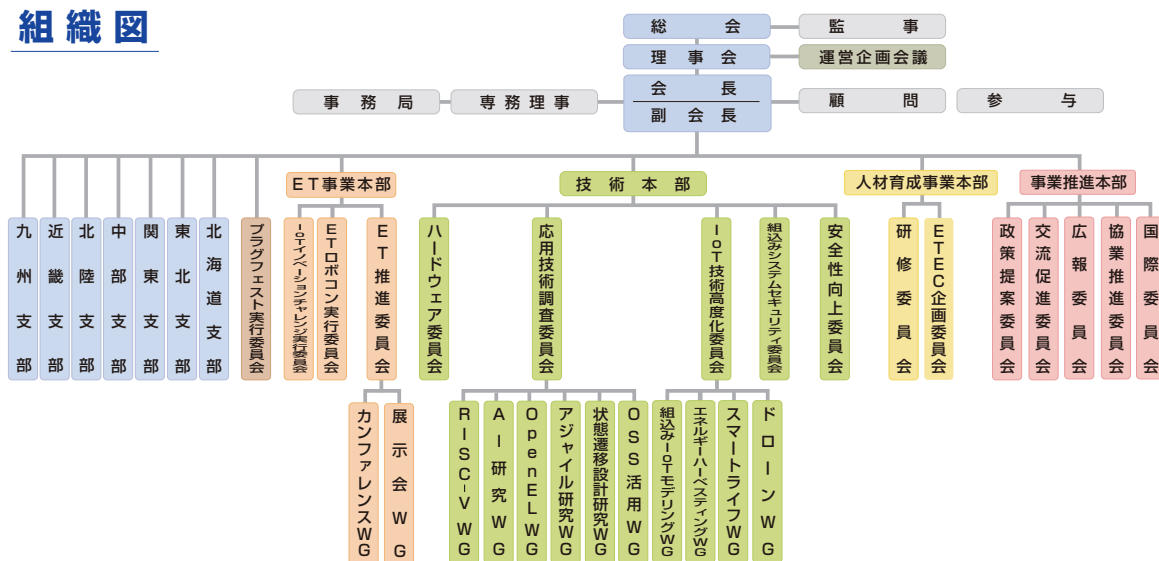 組織図
総会
監事
理事会
運営企画会議
会長
副会長
事務局
専務理事
顧問
参与
ET事業本部
技術本部
人材育成事業本部
事業推進本部
九州支部
近畿支部
北陸支部
中部支部
関東支部
東北支部
北海道支部
プラグフェスト実行委員会
IoTイノベーションチャレンジ実行委員会
ETロボコン実行委員会
ET推進委員会
ハードウェア委員会
応用技術調査委員会
IoT技術高度化委員会
組込みシステムセキュリティ委員会
安全性向上委員会
研修委員会
ETEC企画委員会
政策提案委員会
交流促進委員会
広報委員会
協業推進委員会
国際委員会
カンファレンスWG
展示会WG
RISC-V WG
AI研究WG
OpenEL WG
アジャイル研究WG
状態遷移設計研究WG
OSS活用WG
組込みIoTモデリングWG
エネルギーハーベスティングWG
スマートライフWG
ドローンWG